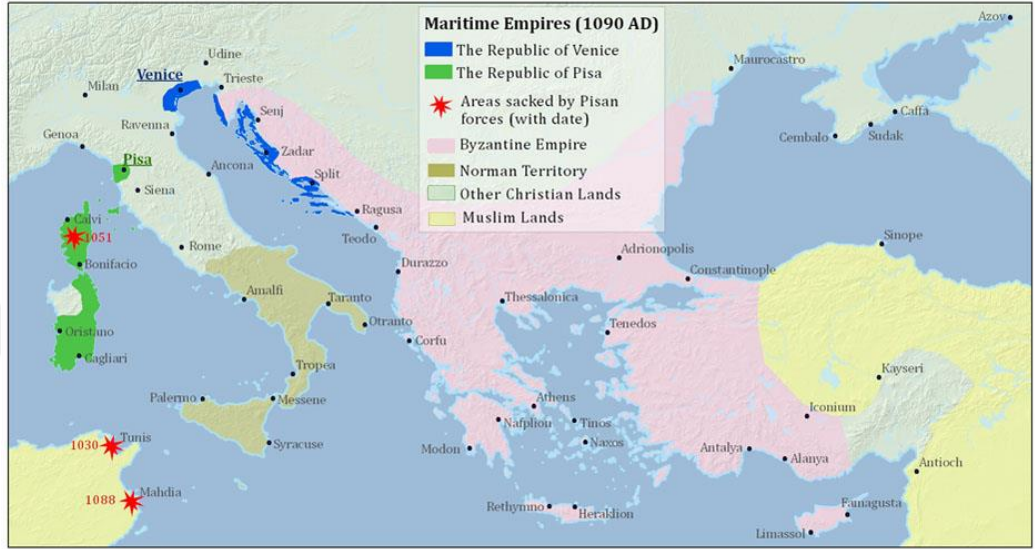 Maritime Empires (1090 AD)
The Republic of Venice
The Republic of Pisa
Areas sacked by Pisan
forces (with date)
Byzantine Empire
Norman Territory
Other Christian Lands
Muslim Lands
Azov
Udine
Maurocastro
Venice
Trieste
Milan
Caffa
Senj
Ravenna
Sudak
Cembalo
Genoa
Zadar
Pisa
Ancona
Split
Siena
Ragusa
Calvi
Teodo
1051
Rome
Sinope
Adrionopolis
Bonifacio
Durazzo
Constantinople
Amalfi
Taranto
Thessalonica
Otranto
Tenedos
Oristano
Corfu
Cagliari
Tropea
Kayseri
Palermo
Messene
Athens
Iconium
Tunis
1030
Nafpliou
Tinos
Syracuse
Modon
Naxos
Antalya
Alanya
Antioch
Mahdia
1088
Rethymno
Heraklion
Famagusta
Limassol